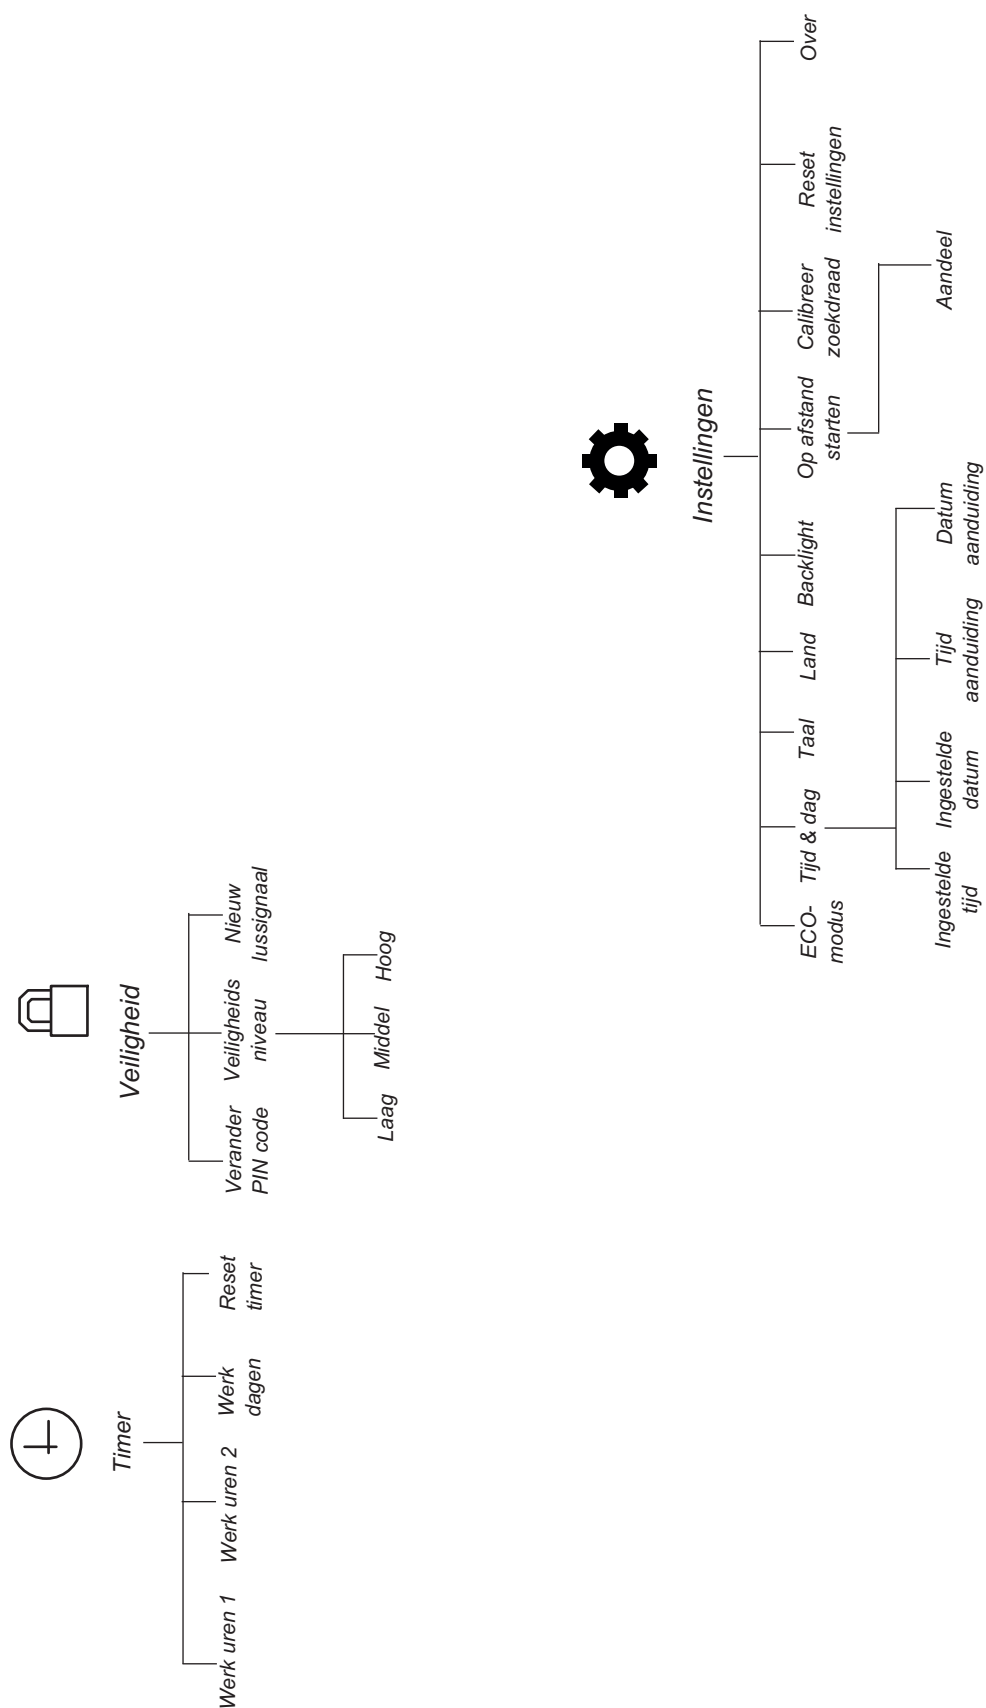 Timer
Werk uren 1
Werk uren 2
Werk
dagen
Reset
timer
Veiligheid
Verander
PIN code
Veiligheids
niveau
Nieuw
lussignaal
Laag
Middel
Hoog
Instellingen
ECO-
modus
Tijd & dag
Taal
Land
Backlight
Op afstand
starten
Calibreer
zoekdraad
Reset
instellingen
Over
Ingestelde
tijd
Ingestelde
datum
Tijd
aanduiding
Datum
aanduiding
Aandeel